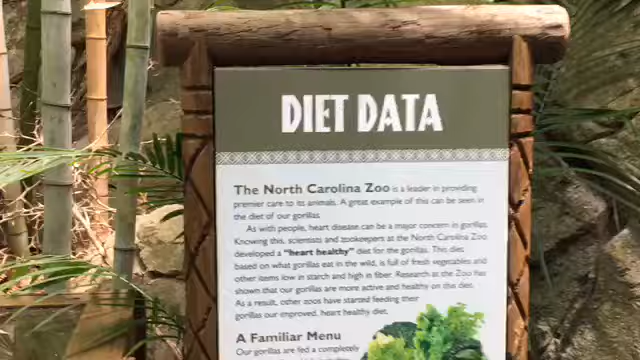 DIET DATA
The North Carolina Zoo is a leader in providing
premier care to its animals. A great example of this can be seen in
the diet of our gorillas.
As with people, heart disease can be a major concern in gorillas.
Knowing this, scientists and zookeepers at the North Carolina Zoo
developed a "heart healthy" diet for the gorillas. This diet
based on what gorillas eat in the wild, is full of fresh vegetables and
other items low in starch and high in fiber. Research at the Zoo has
shown that our gorillas are more active and healthy on this diet.
As a result, other zoos have started feeding their
gorillas our improved, heart healthy diet.
A Familiar Menu
Our gorillas are fed a completely